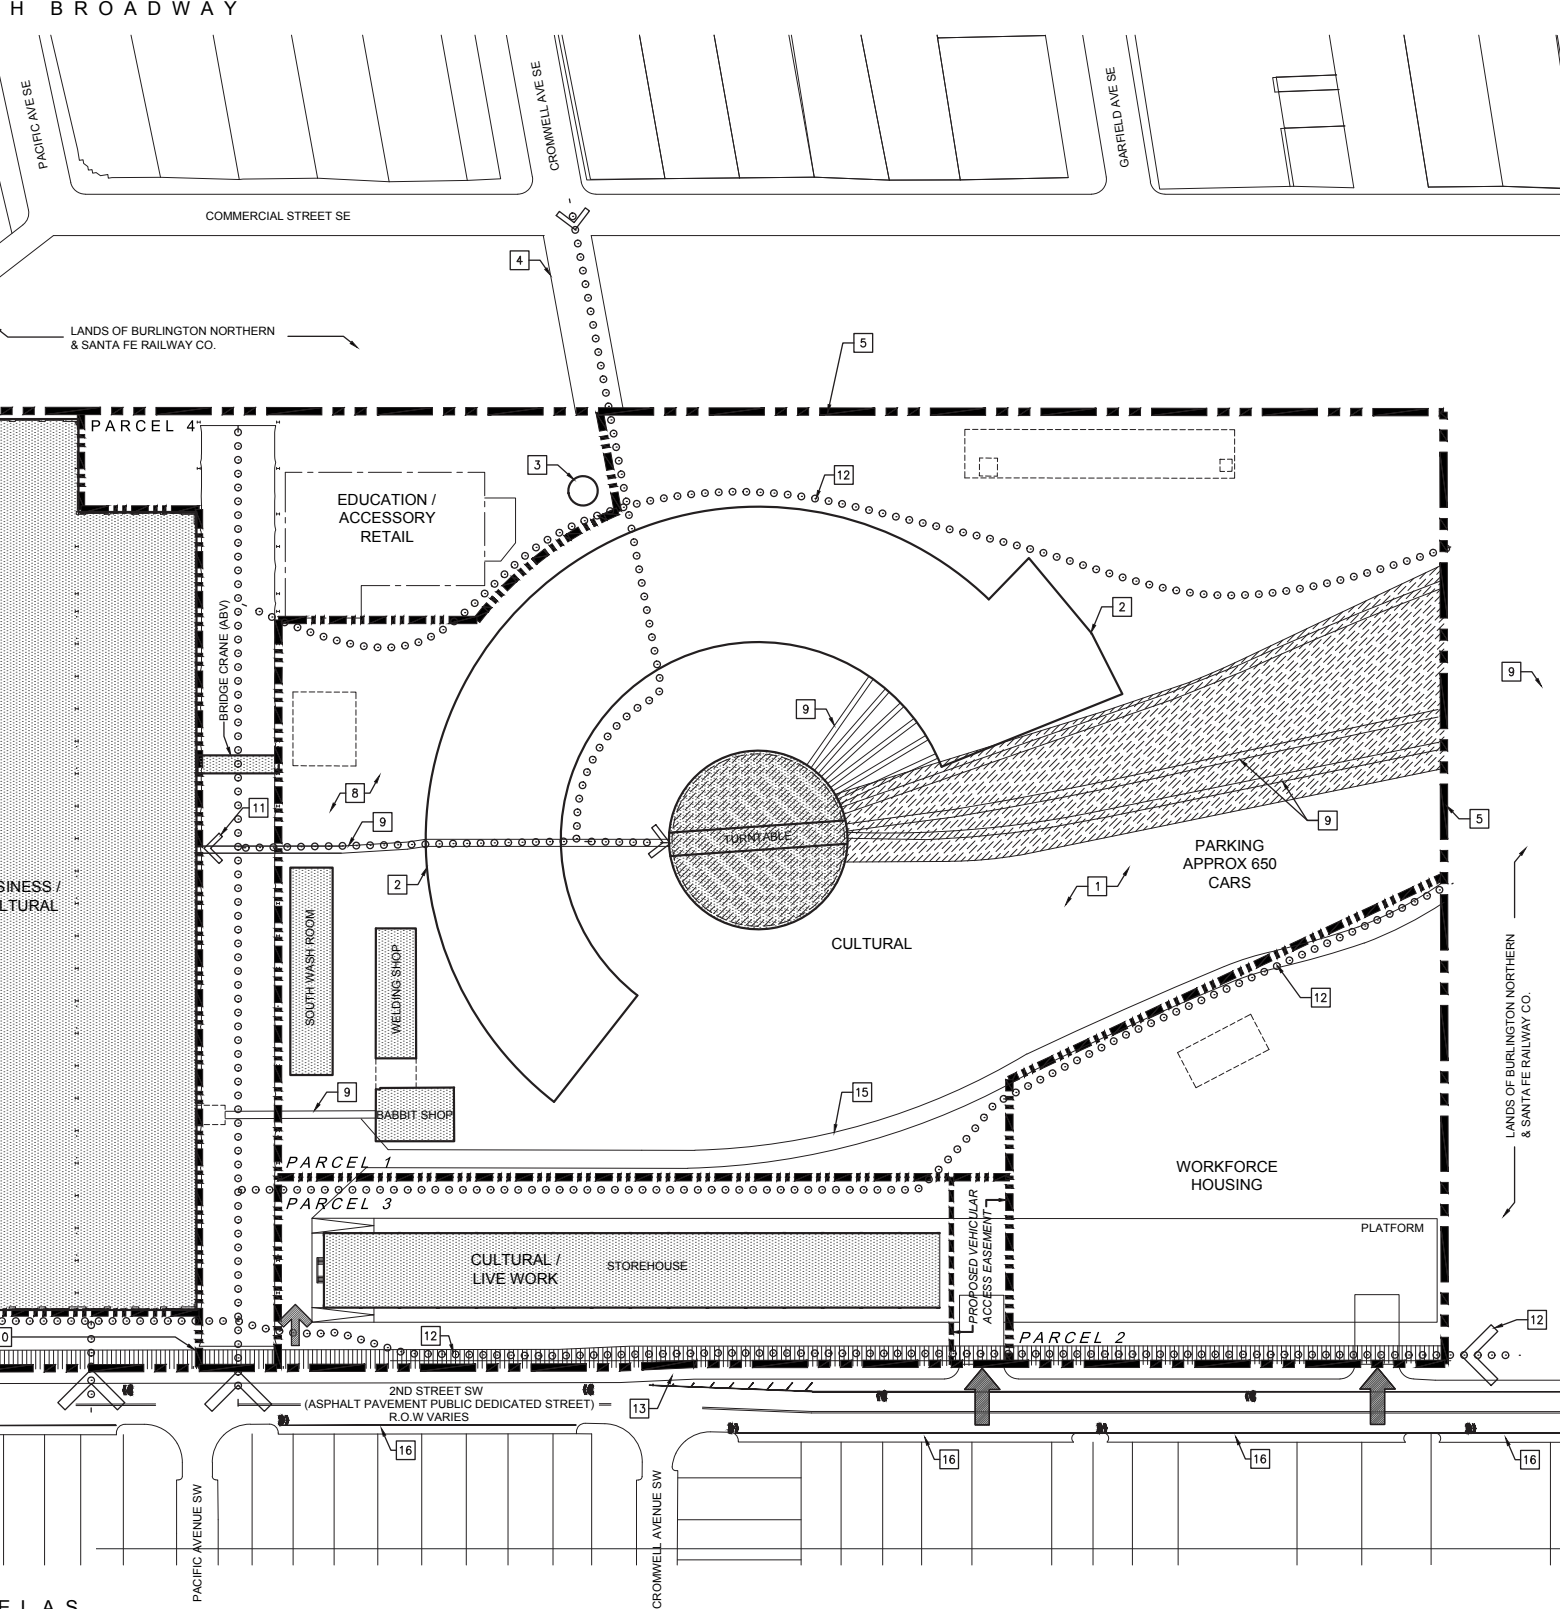 H BROADWAY
PACIFIC AVE SE
CROMWELL AVE SE
GARFIELD AVE SE
COMMERCIAL STREET SE
4
LANDS OF BURLINGTON NORTHERN
& SANTA FE RAILWAY CO.
5
PARCEL 4
3
12
EDUCATION /
ACCESSORY
RETAIL
2
BRIDGE CRANE (ABV)
9
9
8
11
9
5
9
TURNTABLE
PARKING
APPROX 650
CARS
2
1
SINESS /
LTURAL
CULTURAL
SOUTH WASH ROOM
WELDING SHOP
LANDS OF BURLINGTON NORTHERN
& SANTA FE RAILWAY CO.
12
9
15
BABBIT SHOP
PARCEL 1
WORKFORCE
HOUSING
PARCEL 3
PROPOSED VEHICULAR
ACCESS EASEMENT
PLATFORM
CULTURAL /
LIVE WORK
STOREHOUSE
0
12
PARCEL 2
12
2ND STREET SW
(ASPHALT PAVEMENT PUBLIC DEDICATED STREET)
R.O.W VARIES
13
16
16
16
16
PACIFIC AVENUE SW
CROMWELL AVENUE SW
ELAS